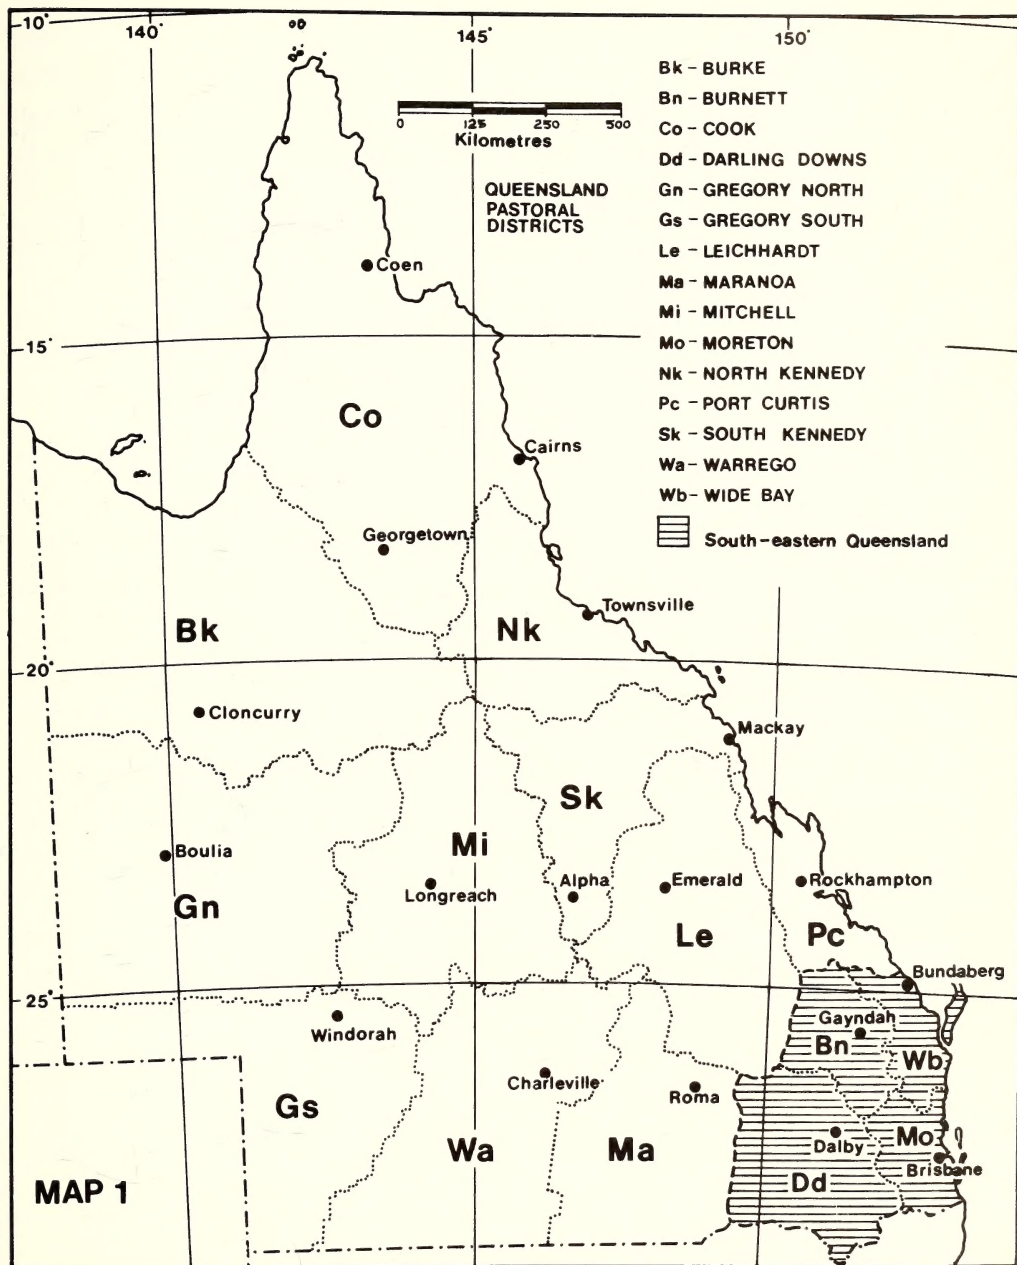 10°
140°
145°
150°
0 125 250 500
Kilometres
QUEENSLAND
PASTORAL
DISTRICTS
Bk – BURKE
Bn – BURNETT
Co – COOK
Dd – DARLING DOWNS
Gn – GREGORY NORTH
Gs – GREGORY SOUTH
Le – LEICHHARDT
Ma – MARANOA
Mi – MITCHELL
Mo – MORETON
Nk – NORTH KENNEDY
Pc – PORT CURTIS
Sk – SOUTH KENNEDY
Wa – WARREGO
Wb – WIDE BAY
South-eastern Queensland
Coen
15°
Co
Cairns
Georgetown
Townsville
Bk
Nk
20°
Cloncurry
Mackay
Sk
Mi
Boulia
Longreach
Alpha
Emerald
Rockhampton
Gn
Le
Pc
Bundaberg
25°
Windorah
Gayndah
Bn
Wb
Charleville
Roma
Gs
Wa
Ma
Dalby
Mo
Brisbane
Dd
MAP 1